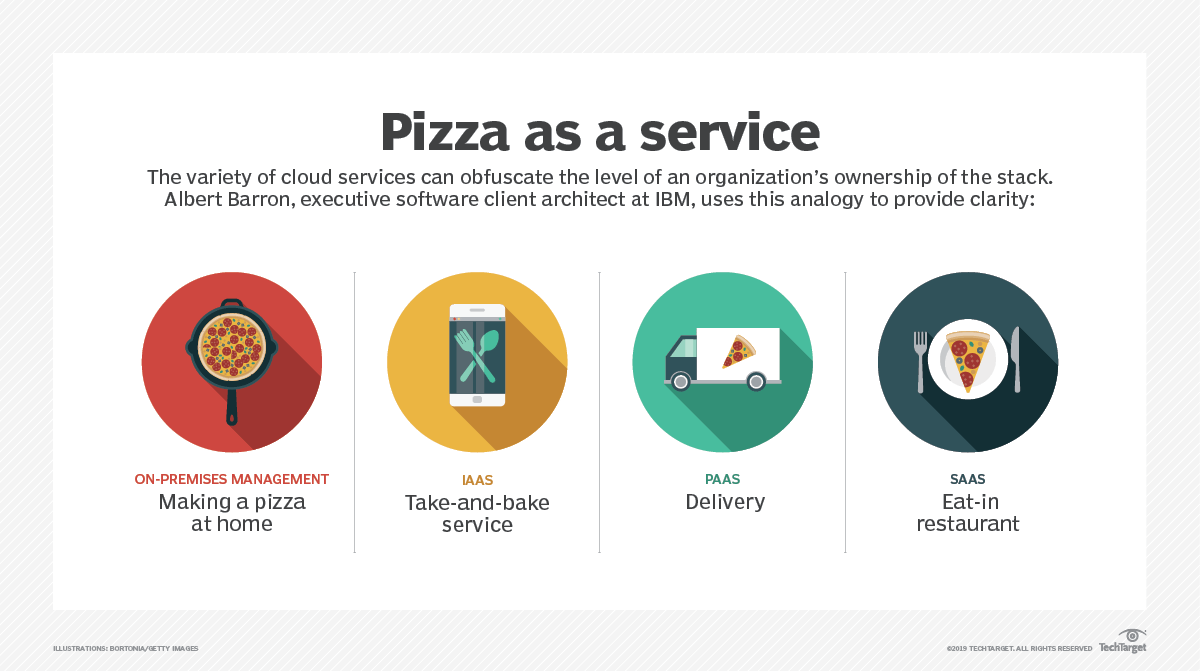 Pizza as a service
The variety of cloud services can obfuscate the level of an organization’s ownership of the stack.
Albert Barron, executive software client architect at IBM, uses this analogy to provide clarity:
ON-PREMISES MANAGEMENT
Making a pizza
at home
IAAS
Take-and-bake
service
PAAS
Delivery
SAAS
Eat-in
restaurant
ILLUSTRATIONS: BORTONIA/GETTY IMAGES
©2019 TECHTARGET. ALL RIGHTS RESERVED
TechTarget